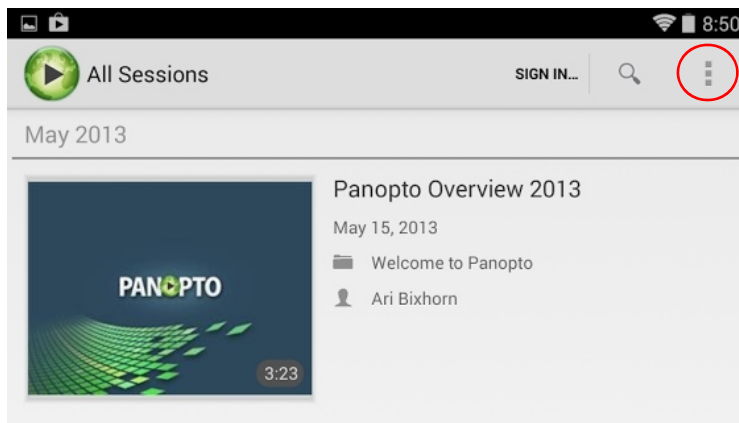 8:50
All Sessions
SIGN IN...
May 2013
Panopto Overview 2013
May 15, 2013
Welcome to Panopto
Ari Bixhorn
PANOPTO
3:23